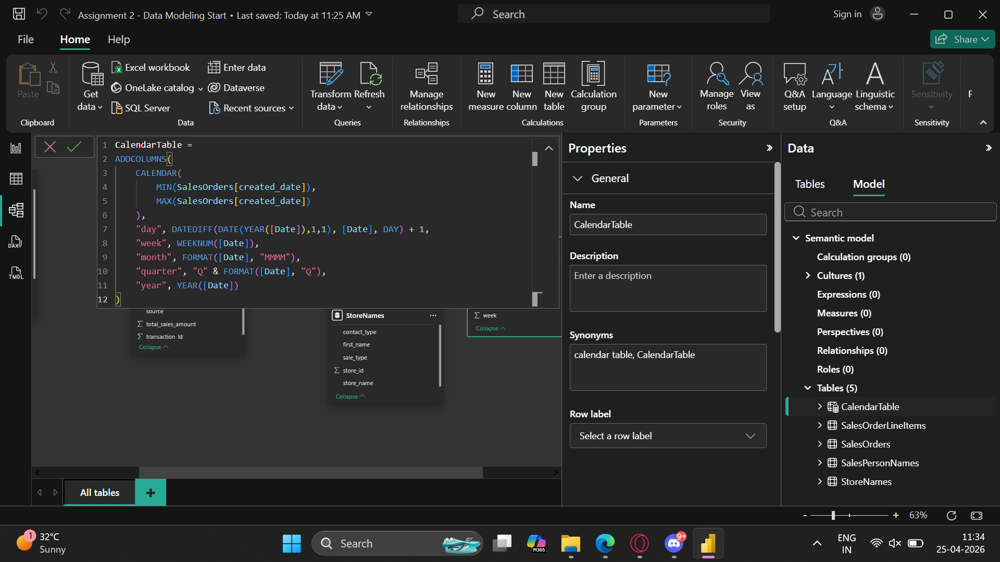 Assignment 2 - Data Modeling Start • Last saved: Today at 11:25 AM
Search
Sign in
File
Home
Help
Share
Paste
Clipboard
Get data
Excel workbook
OneLake catalog
SQL Server
Enter data
Dataverse
Recent sources
Data
Transform data
Refresh
Queries
Manage relationships
Relationships
New measure
New column
New table
Calculation group
Calculations
New parameter
Parameters
Manage roles
View as
Security
Q&A setup
Language
Linguistic schema
Q&A
Sensitivity
Sensitivity
1 CalendarTable =
2 ADDCOLUMNS(
3 CALENDAR(
4 MIN(SalesOrders[created_date]),
5 MAX(SalesOrders[created_date])
6 ),
7 "day", DATEDIFF(DATE(YEAR([Date]),1,1), [Date], DAY) + 1,
8 "week", WEEKNUM([Date]),
9 "month", FORMAT([Date], "MMMM"),
10 "quarter", "Q" & FORMAT([Date], "Q"),
11 "year", YEAR([Date])
12 )
source
total_sales_amount
transaction_id
Collapse
StoreNames
contact_type
first_name
sale_type
store_id
store_name
Collapse
week
Collapse
DAX
TMDL
All tables
Properties
General
Name
CalendarTable
Description
Enter a description
Synonyms
calendar table, CalendarTable
Row label
Select a row label
Data
Tables
Model
Search
Semantic model
Calculation groups (0)
Cultures (1)
Expressions (0)
Measures (0)
Perspectives (0)
Relationships (0)
Roles (0)
Tables (5)
CalendarTable
SalesOrderLineItems
SalesOrders
SalesPersonNames
StoreNames
63%
1
32°C
Sunny
Search
M365
9+
ENG
IN
11:34
25-04-2026